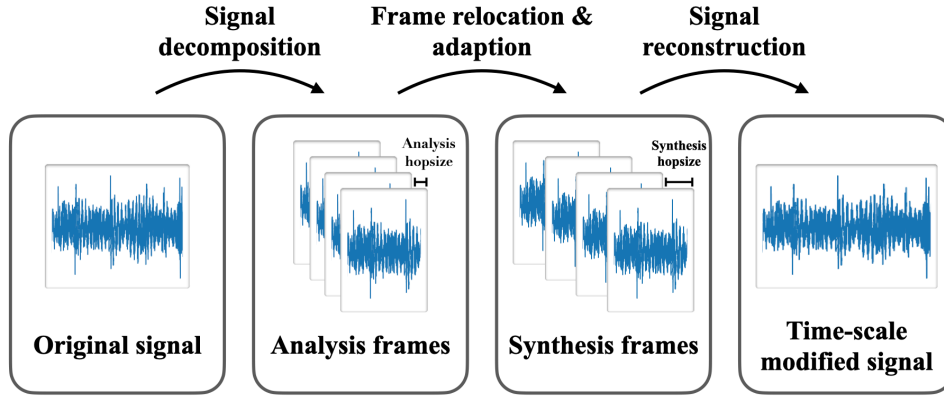 Signal
decomposition
Frame relocation &
adaption
Signal
reconstruction
Original signal
Analysis
hopsize
Analysis frames
Synthesis
hopsize
Synthesis frames
Time-scale
modified signal